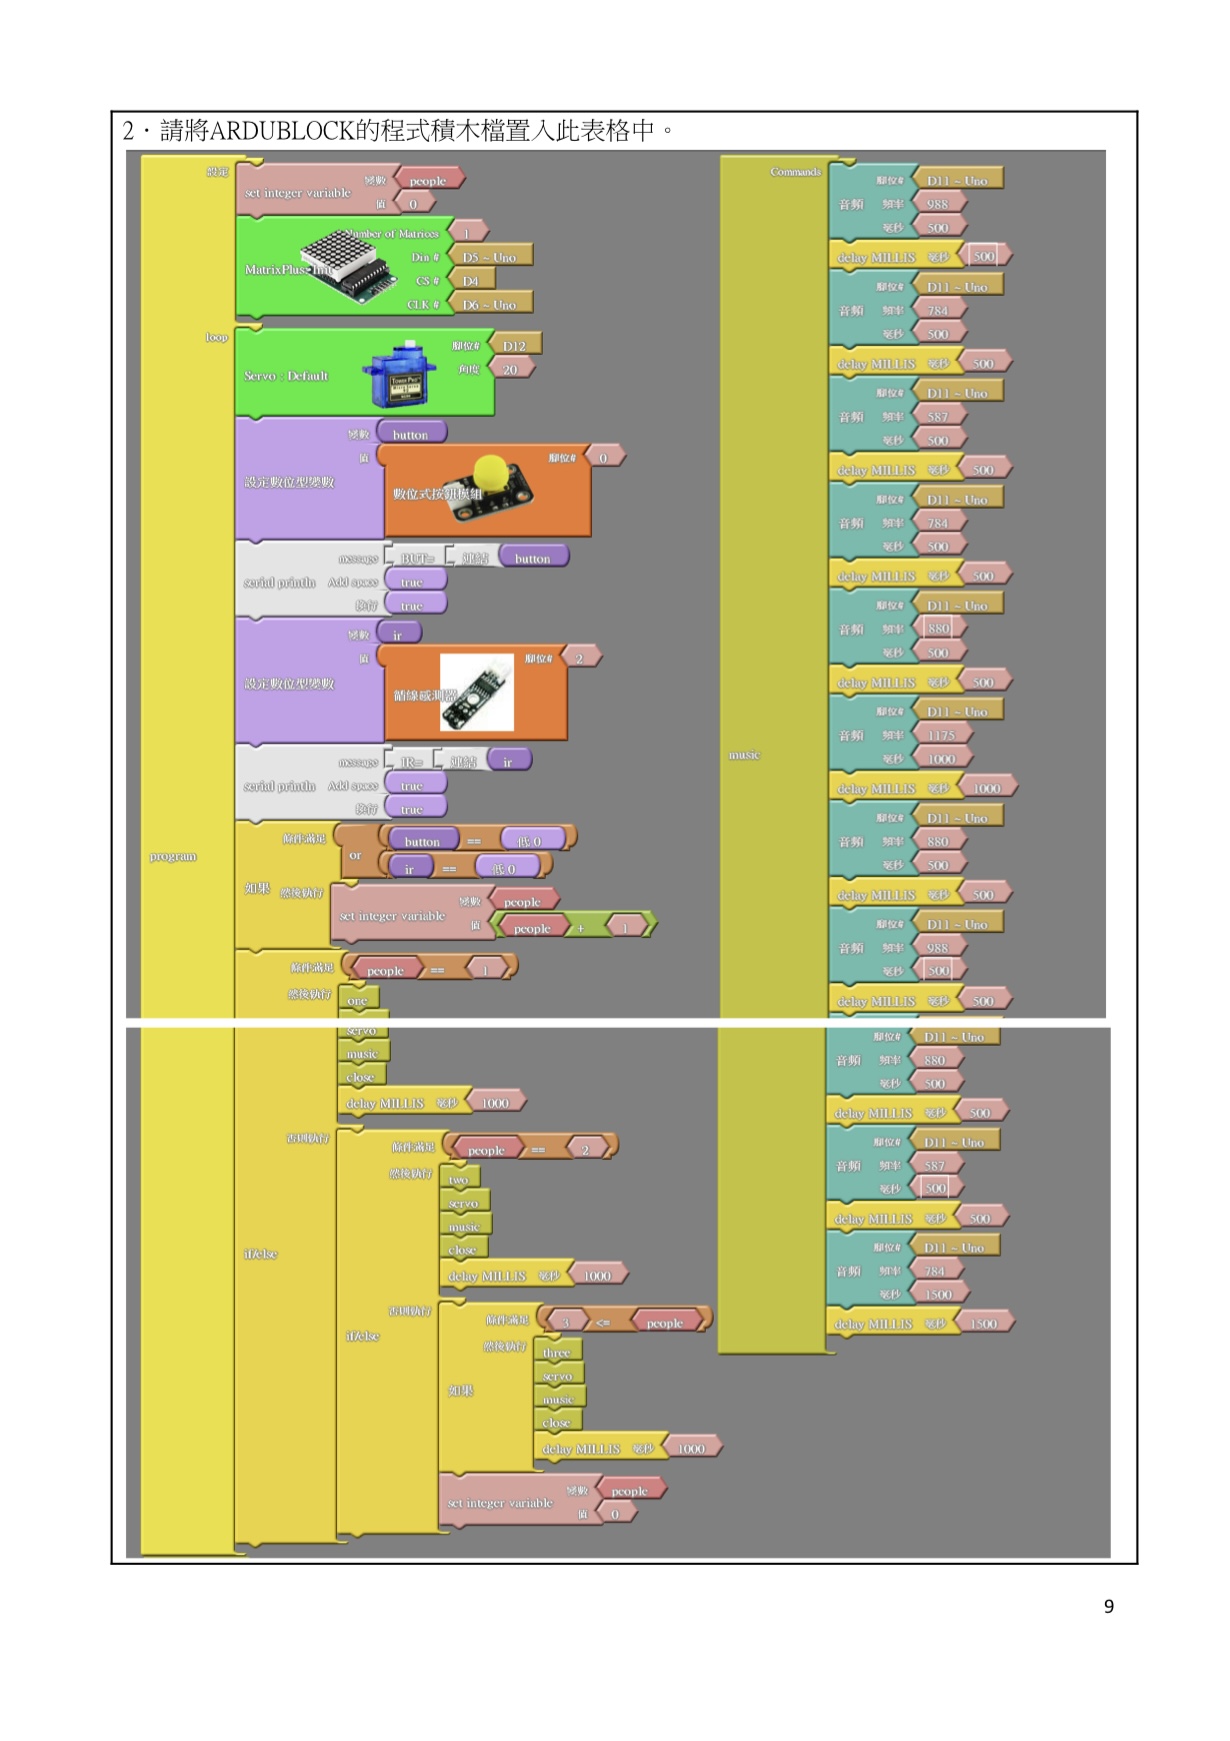 2．請將ARDUBLOCK的程式積木檔置入此表格中。
設定
set integer variable 變數 people
值 0
MatrixPluss Init Number of Matrices 1
Din # D5 ~ Uno
CS # D4
CLK # D6 ~ Uno
program
loop
Servo : Default 腳位# D12
角度 20
設定數位型變數 變數 button
值 數位式按鈕模組 腳位# 0
serial println message BUT= 連結 button
Add space true
換行 true
設定數位型變數 變數 ir
值 循線感測器 腳位# 2
serial println message IR= 連結 ir
Add space true
換行 true
如果 條件滿足 button == 低 0
or
ir == 低 0
然後執行 set integer variable 變數 people
值 people + 1
if/else 條件滿足 people == 1
然後執行 one
servo
music
close
delay MILLIS 毫秒 1000
否則執行 if/else 條件滿足 people == 2
然後執行 two
servo
music
close
delay MILLIS 毫秒 1000
否則執行 如果 條件滿足 3 <= people
然後執行 three
servo
music
close
delay MILLIS 毫秒 1000
set integer variable 變數 people
值 0
music Commands
音頻 腳位# D11 ~ Uno
頻率 988
毫秒 500
delay MILLIS 毫秒 500
音頻 腳位# D11 ~ Uno
頻率 784
毫秒 500
delay MILLIS 毫秒 500
音頻 腳位# D11 ~ Uno
頻率 587
毫秒 500
delay MILLIS 毫秒 500
音頻 腳位# D11 ~ Uno
頻率 784
毫秒 500
delay MILLIS 毫秒 500
音頻 腳位# D11 ~ Uno
頻率 880
毫秒 500
delay MILLIS 毫秒 500
音頻 腳位# D11 ~ Uno
頻率 1175
毫秒 1000
delay MILLIS 毫秒 1000
音頻 腳位# D11 ~ Uno
頻率 880
毫秒 500
delay MILLIS 毫秒 500
音頻 腳位# D11 ~ Uno
頻率 988
毫秒 500
delay MILLIS 毫秒 500
音頻 腳位# D11 ~ Uno
頻率 880
毫秒 500
delay MILLIS 毫秒 500
音頻 腳位# D11 ~ Uno
頻率 587
毫秒 500
delay MILLIS 毫秒 500
音頻 腳位# D11 ~ Uno
頻率 784
毫秒 1500
delay MILLIS 毫秒 1500
9